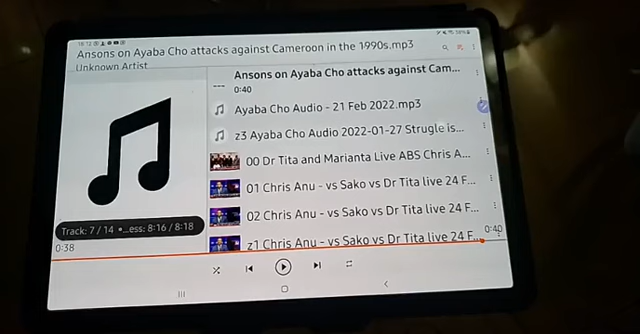 18:12
Ansons on Ayaba Cho attacks against Cameroon in the 1990s.mp3
Unknown Artist
Ansons on Ayaba Cho attacks against Cam...
0:40
Ayaba Cho Audio - 21 Feb 2022.mp3
z3 Ayaba Cho Audio 2022-01-27 Strugle is...
00 Dr Tita and Marianta Live ABS Chris A...
01 Chris Anu - vs Sako vs Dr Tita live 24 F...
02 Chris Anu - vs Sako vs Dr Tita live 24 F...
z1 Chris Anu - vs Sako vs Dr Tita live 24 F...
Track: 7 / 14 •...ess: 8:16 / 8:18
0:38
0:40